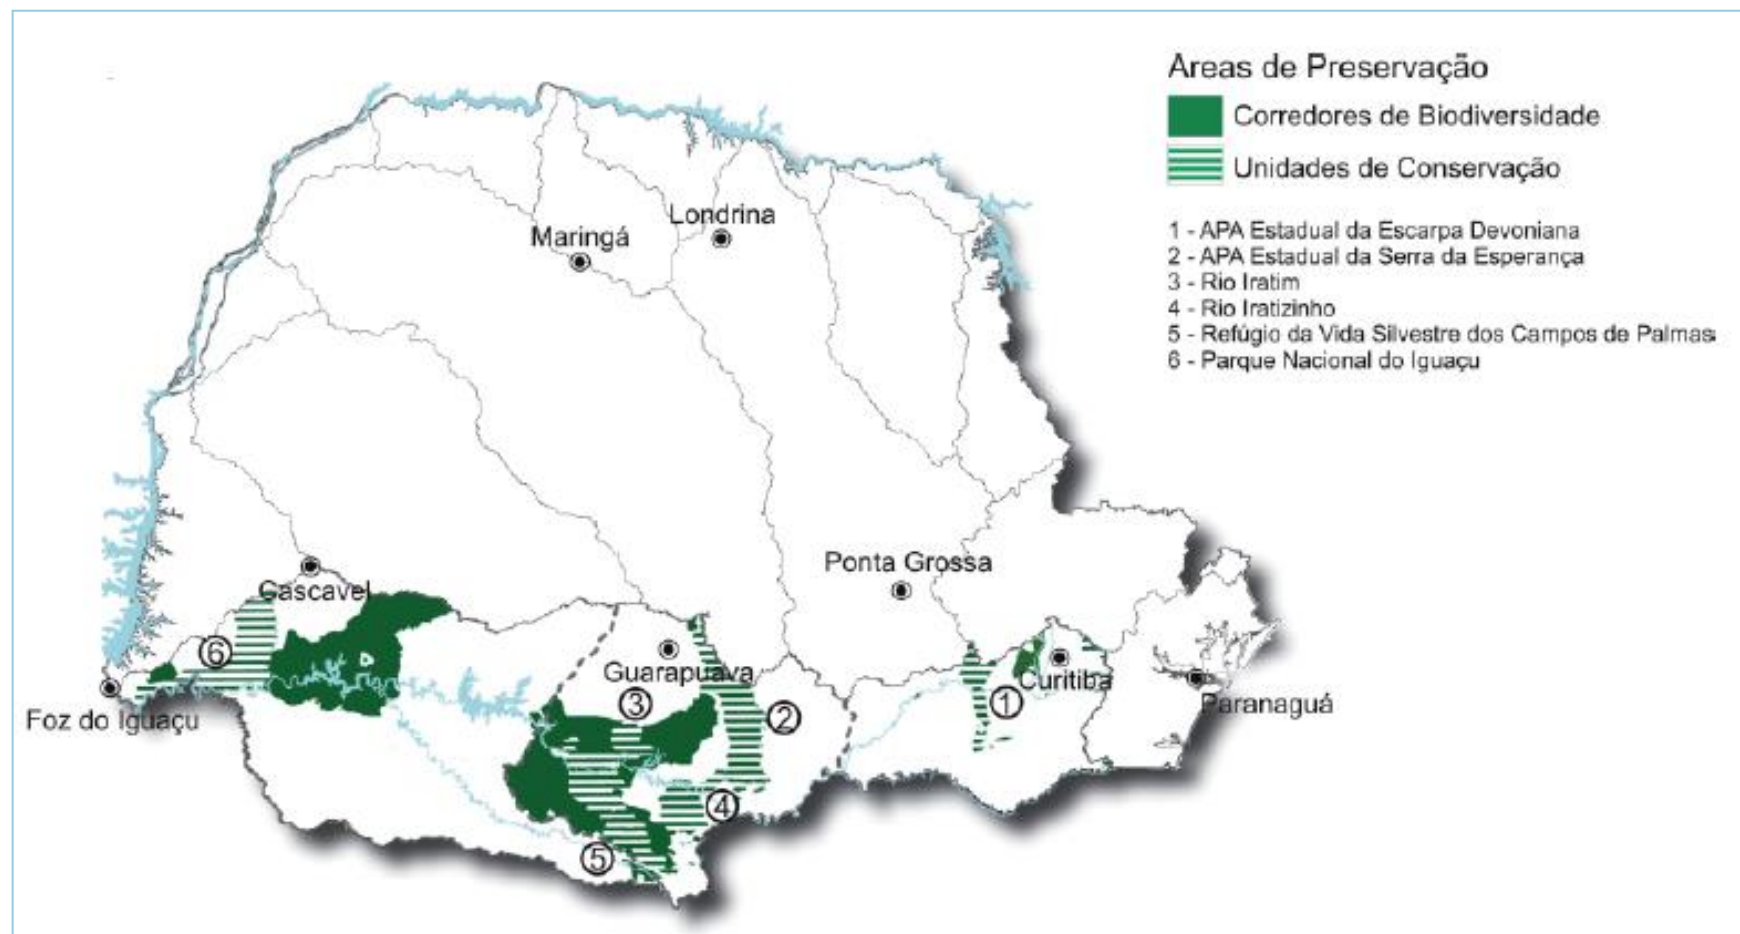 Areas de Preservação
Corredores de Biodiversidade
Unidades de Conservação
1 - APA Estadual da Escarpa Devoniana
2 - APA Estadual da Serra da Esperança
3 - Rio Iratim
4 - Rio Iratizinho
5 - Refúgio da Vida Silvestre dos Campos de Palmas
6 - Parque Nacional do Iguaçu
Londrina
Maringá
Ponta Grossa
Cascavel
6
Guarapuava
Curitiba
Paranaguá
Foz do Iguaçu
3
1
2
4
5